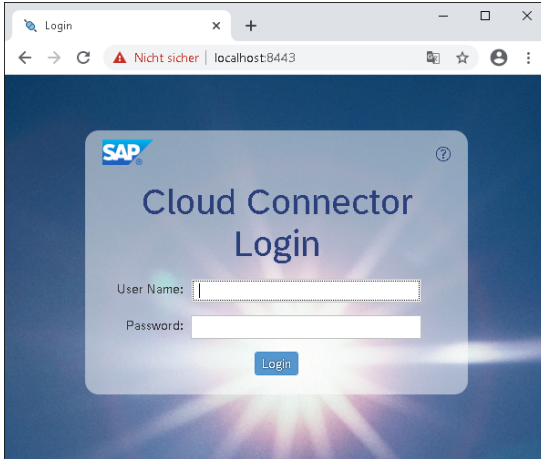 Login
Nicht sicher | localhost:8443
SAP
Cloud Connector
Login
User Name:
Password:
Login